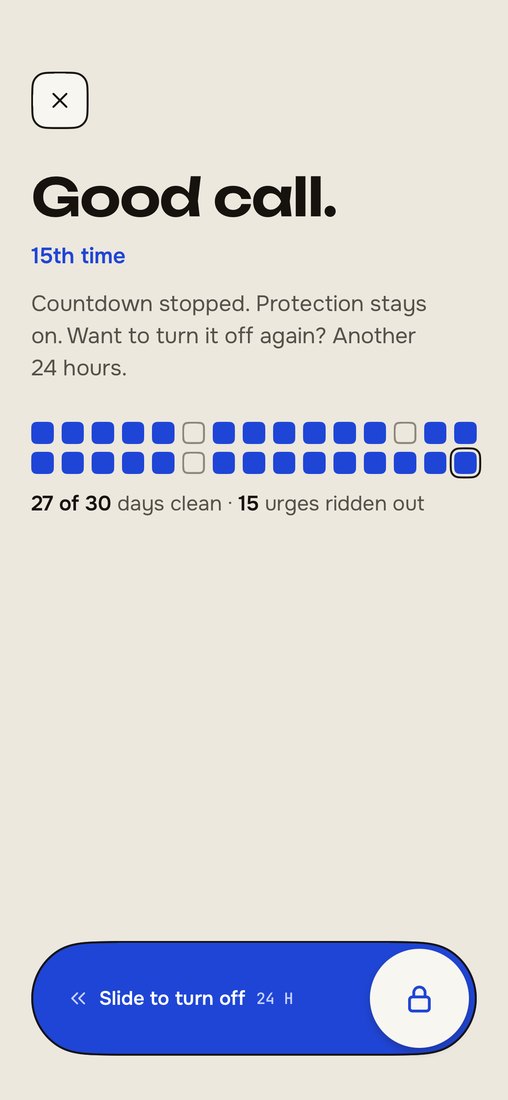 Good call.
15th time
Countdown stopped. Protection stays
on. Want to turn it off again? Another
24 hours.
27 of 30 days clean · 15 urges ridden out
Slide to turn off 24 H